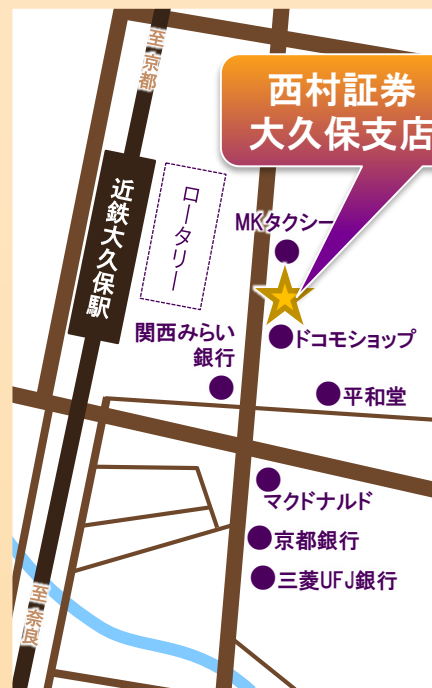 至京都
西村証券
大久保支店
近鉄大久保駅
ロータリー
MKタクシー
ドコモショップ
関西みらい
銀行
平和堂
マクドナルド
京都銀行
三菱UFJ銀行
至奈良